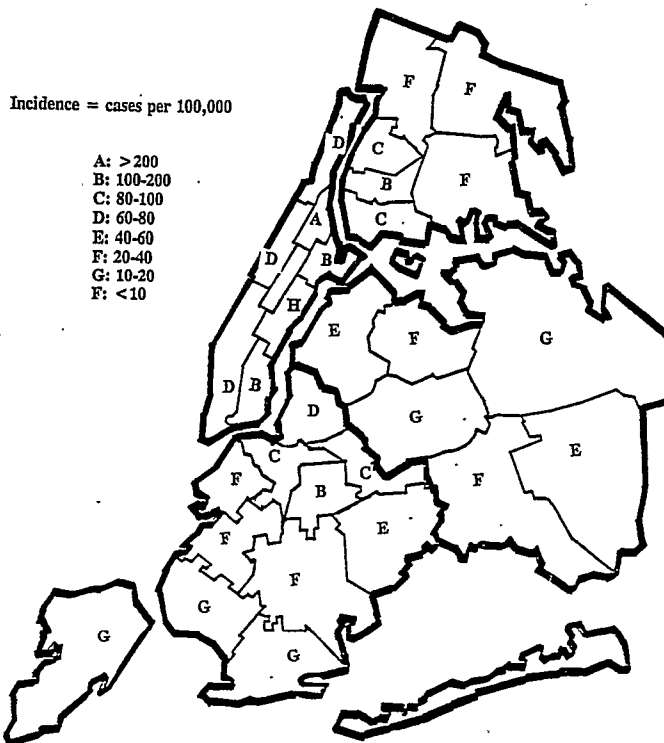 Incidence = cases per 100,000
A: >200
B: 100-200
C: 80-100
D: 60-80
E: 40-60
F: 20-40
G: 10-20
F: <10
F
F
D
C
B
F
C
A
D
B
H
E
F
G
D
B
D
G
C
C
E
F
B
F
F
E
F
G
G
G